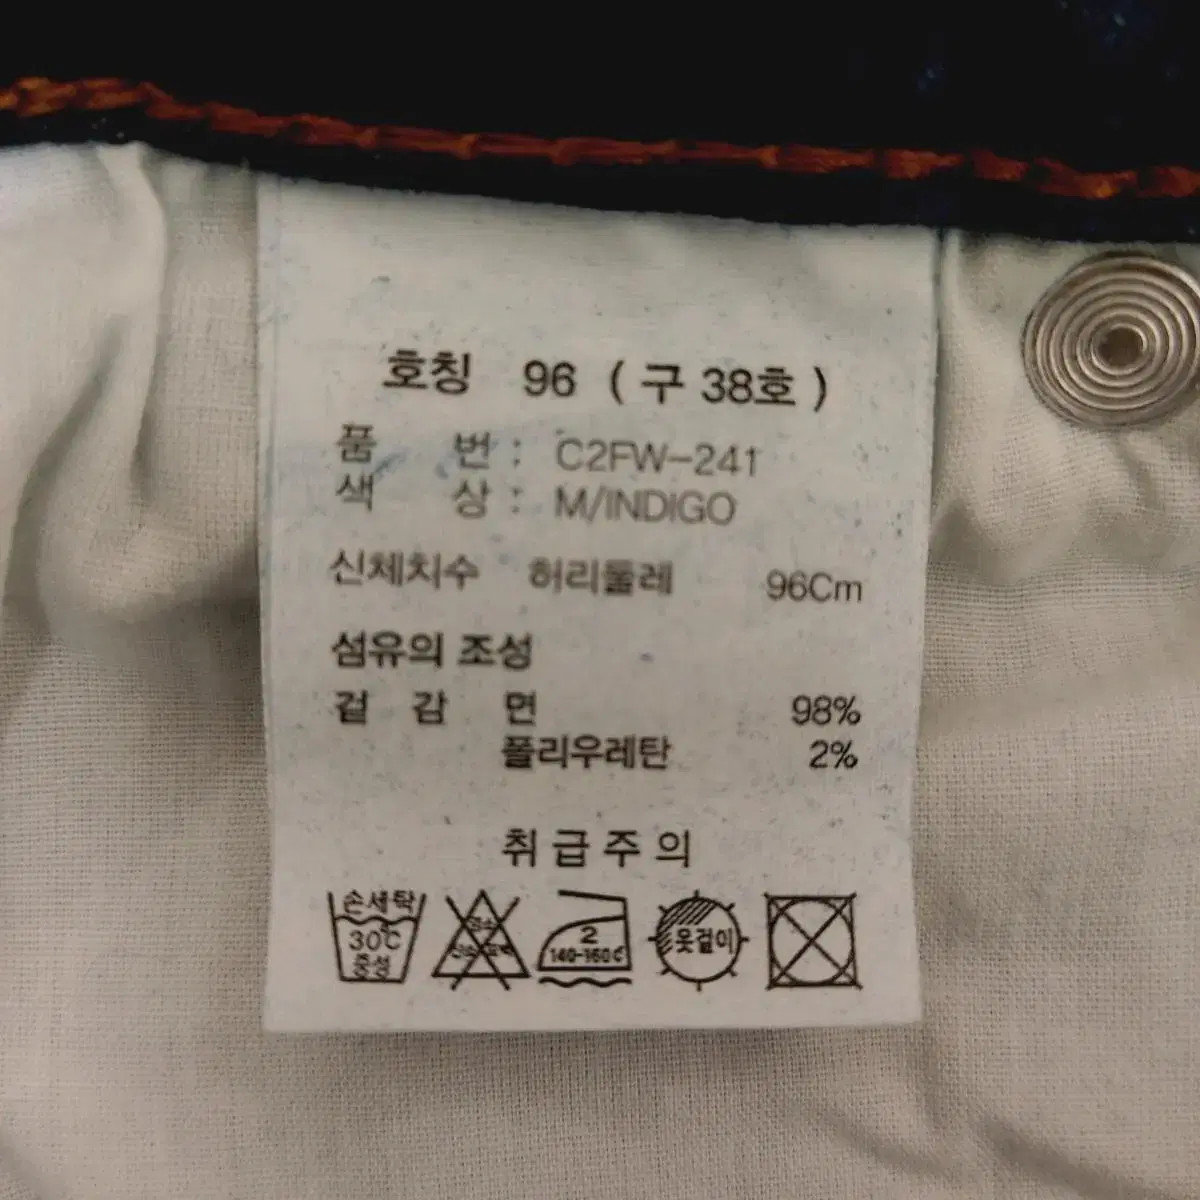 호칭 96 ( 구 38호 )
품 번 : C2FW-241
색 상 : M/INDIGO
신체치수 허리둘레 96Cm
섬유의 조성
겉 감 면 98%
폴리우레탄 2%
취급주의
손세탁
30℃
중성
염소
2
140-160℃
옷걸이